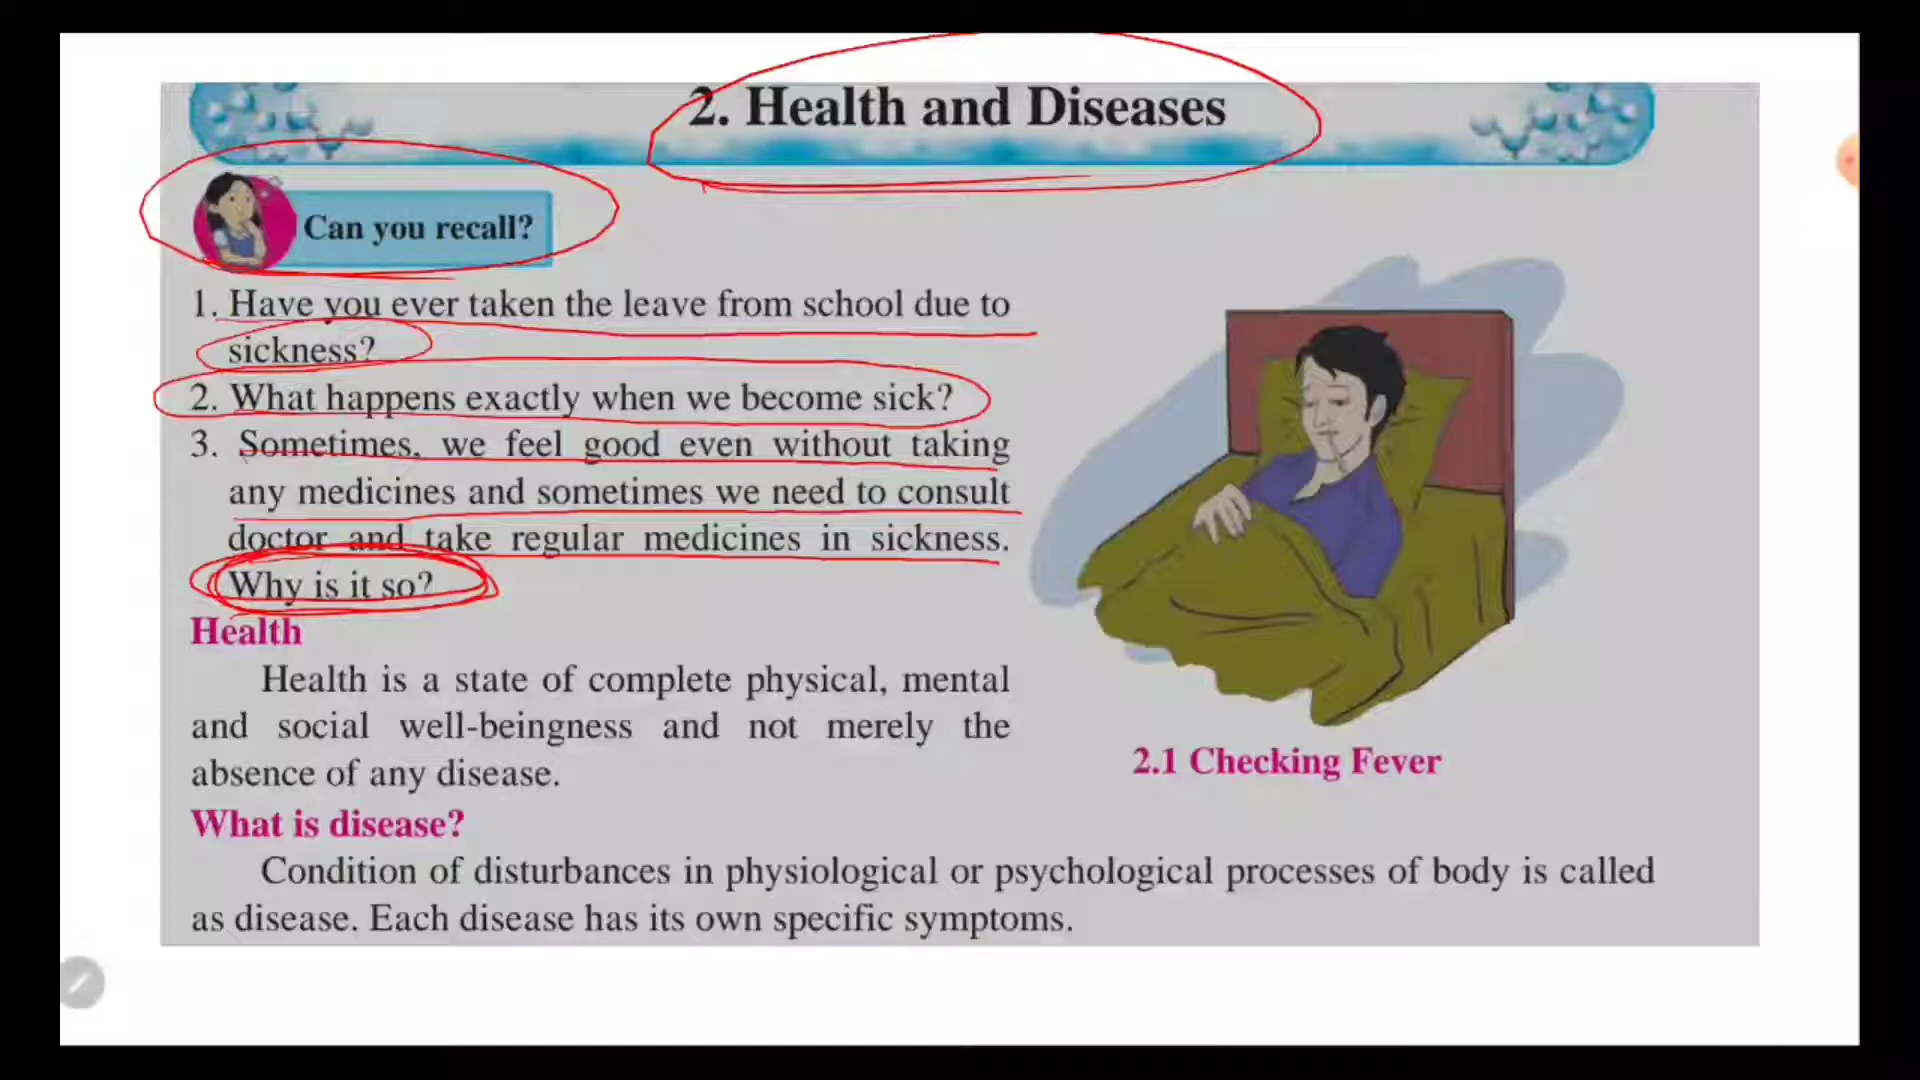 2. Health and Diseases
Can you recall?
1. Have you ever taken the leave from school due to
sickness?
2. What happens exactly when we become sick?
3. Sometimes, we feel good even without taking
any medicines and sometimes we need to consult
doctor and take regular medicines in sickness.
Why is it so?
Health
Health is a state of complete physical, mental
and social well-beingness and not merely the
absence of any disease.
2.1 Checking Fever
What is disease?
Condition of disturbances in physiological or psychological processes of body is called
as disease. Each disease has its own specific symptoms.